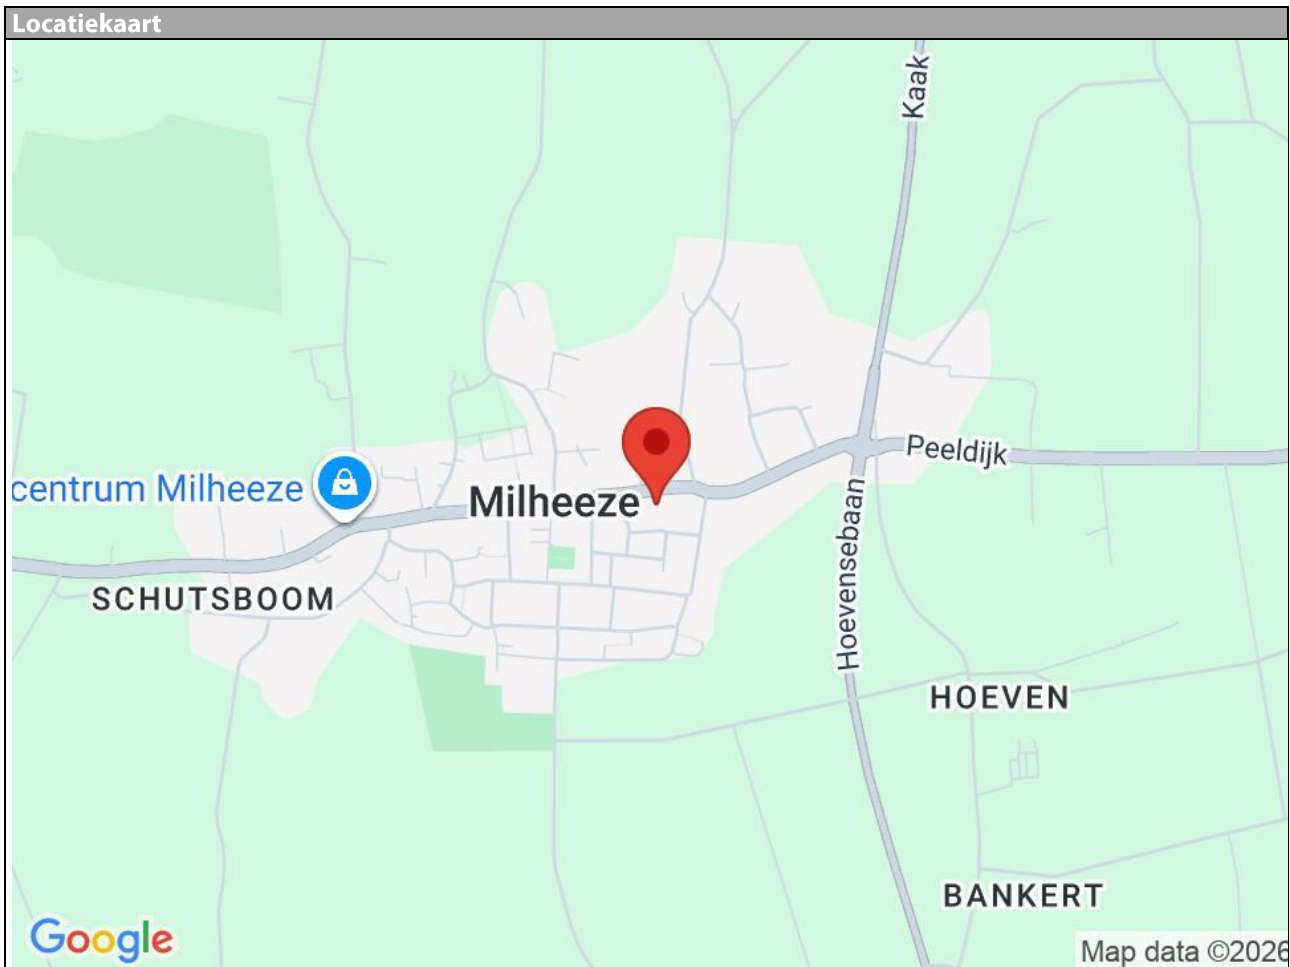 Locatiekaart
Kaak
Peeldijk
centrum Milheeze
Milheeze
Hoevensebaan
SCHUTSBOOM
HOEVEN
BANKERT
Google
Map data ©2026